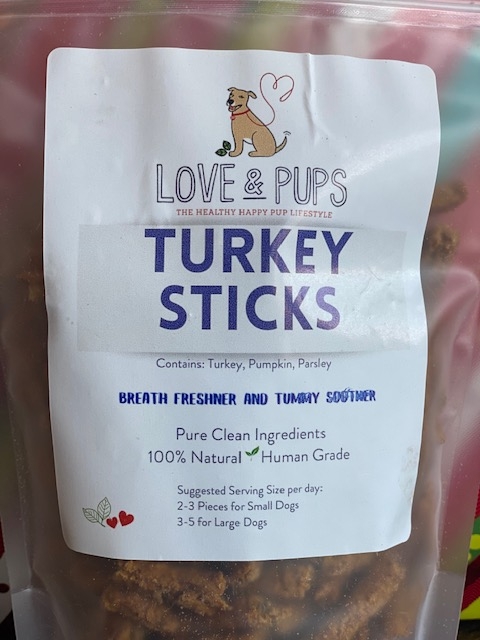 LOVE & PUPS
THE HEALTHY HAPPY PUP LIFESTYLE
TURKEY
STICKS
Contains: Turkey, Pumpkin, Parsley
BREATH FRESHNER AND TUMMY SOOTHER
Pure Clean Ingredients
100% Natural Human Grade
Suggested Serving Size per day:
2-3 Pieces for Small Dogs
3-5 for Large Dogs